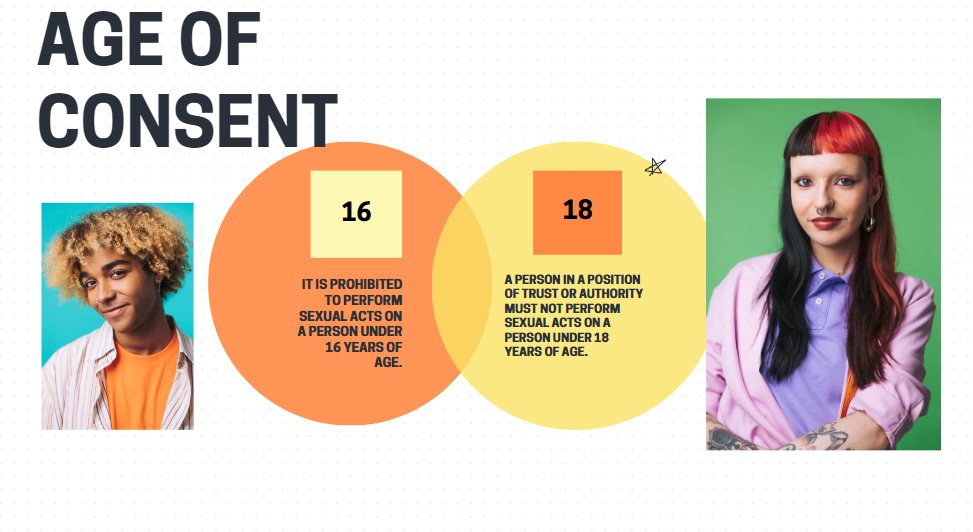 AGE OF
CONSENT
16
IT IS PROHIBITED
TO PERFORM
SEXUAL ACTS ON
A PERSON UNDER
16 YEARS OF
AGE.
18
A PERSON IN A POSITION
OF TRUST OR AUTHORITY
MUST NOT PERFORM
SEXUAL ACTS ON A
PERSON UNDER 18
YEARS OF AGE.